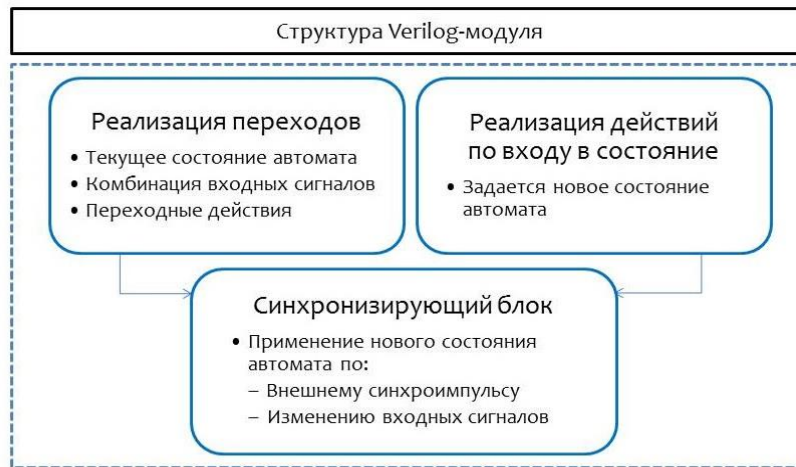 Структура Verilog-модуля
Реализация переходов
• Текущее состояние автомата
• Комбинация входных сигналов
• Переходные действия
Реализация действий
по входу в состояние
• Задается новое состояние
автомата
Синхронизирующий блок
• Применение нового состояния
автомата по:
– Внешнему синхроимпульсу
– Изменению входных сигналов